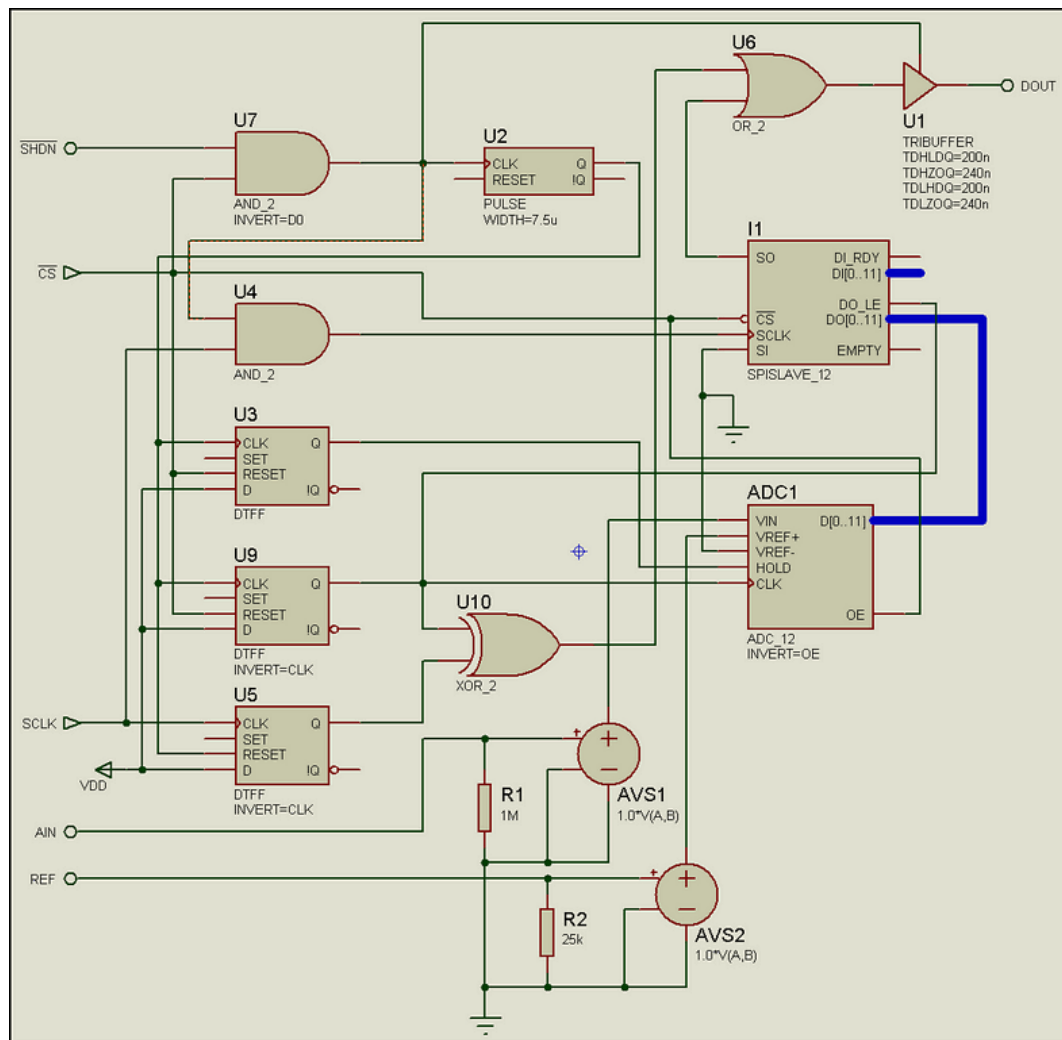 U6
OR_2
DOUT
U1
TRIBUFFER
TDHLDQ=200n
TDHZOQ=240n
TDLHDQ=200n
TDLZOQ=240n
U7
SHDN
AND_2
INVERT=D0
U2
CLK
Q
RESET
!Q
PULSE
WIDTH=7.5u
CS
U4
AND_2
I1
SO
DI_RDY
DI[0..11]
DO_LE
CS
DO[0..11]
SCLK
SI
EMPTY
SPISLAVE_12
U3
CLK
Q
SET
RESET
D
!Q
DTFF
ADC1
VIN
D[0..11]
VREF+
VREF-
HOLD
CLK
OE
ADC_12
INVERT=OE
U9
CLK
Q
SET
RESET
D
!Q
DTFF
INVERT=CLK
U10
XOR_2
U5
SCLK
CLK
Q
SET
RESET
D
!Q
VDD
DTFF
INVERT=CLK
+
+
−
AVS1
1.0*V(A,B)
R1
1M
AIN
REF
+
+
−
AVS2
1.0*V(A,B)
R2
25k